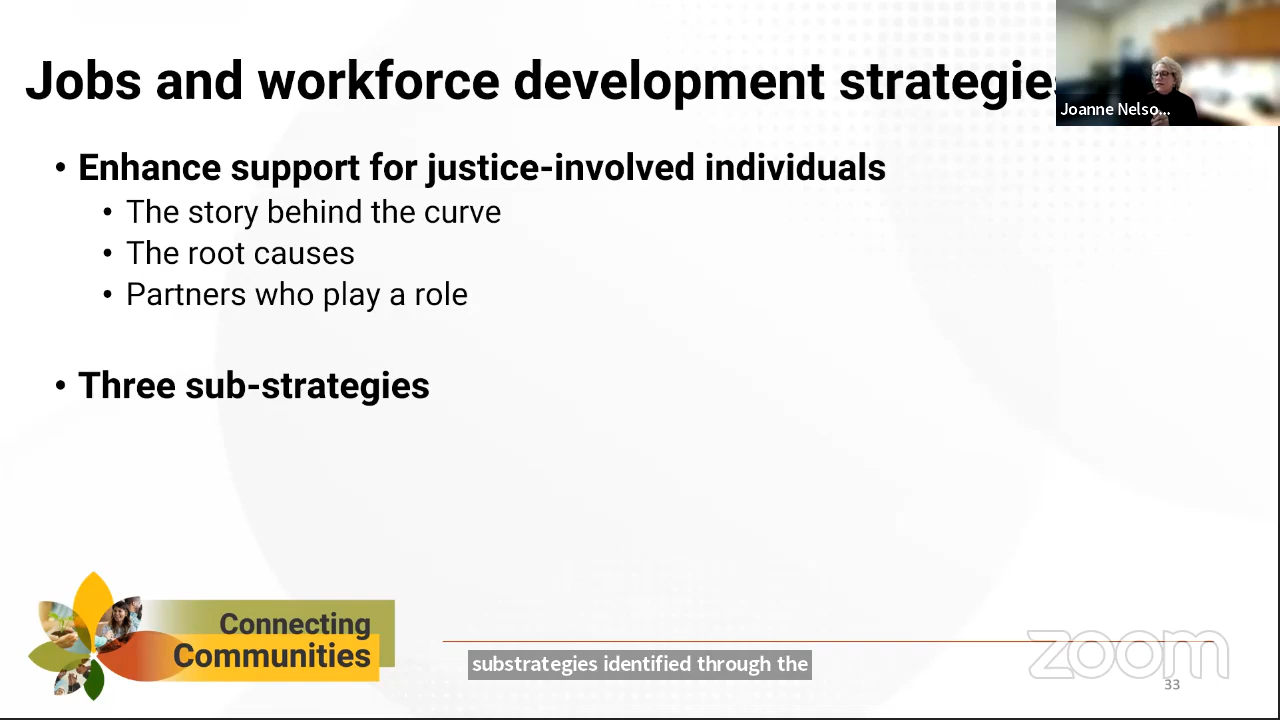 Jobs and workforce development strategies
Joanne Nelso...
• Enhance support for justice-involved individuals
• The story behind the curve
• The root causes
• Partners who play a role
• Three sub-strategies
Connecting
Communities
substrategies identified through the
zoom
33